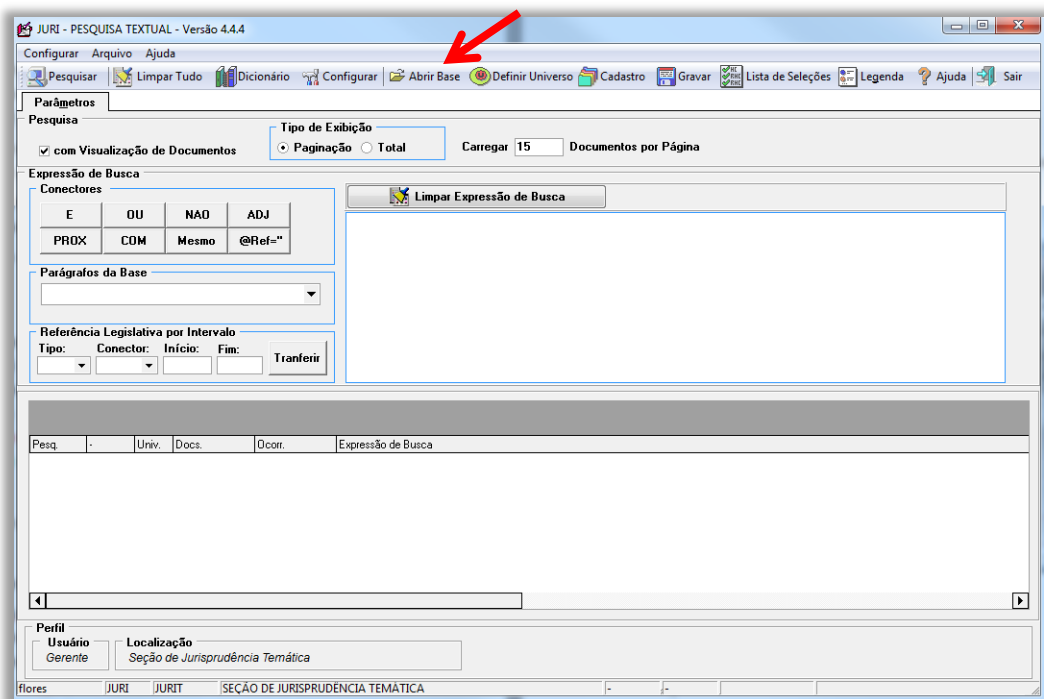 JURI - PESQUISA TEXTUAL - Versão 4.4.4
Configurar Arquivo Ajuda
Pesquisar Limpar Tudo Dicionário Configurar Abrir Base Definir Universo Cadastro Gravar Lista de Seleções Legenda Ajuda Sair
Parâmetros
Pesquisa
Tipo de Exibição
com Visualização de Documentos Paginação Total Carregar 15 Documentos por Página
Expressão de Busca
Conectores
Limpar Expressão de Busca
E OU NAO ADJ
PROX COM Mesmo @Ref="
Parágrafos da Base
Referência Legislativa por Intervalo
Tipo: Conector: Início: Fim:
Tranferir
Pesq. - Univ. Docs. Ocorr. Expressão de Busca
Perfil
Usuário Localização
Gerente Seção de Jurisprudência Temática
flores JURI JURIT SEÇÃO DE JURISPRUDÊNCIA TEMÁTICA - -